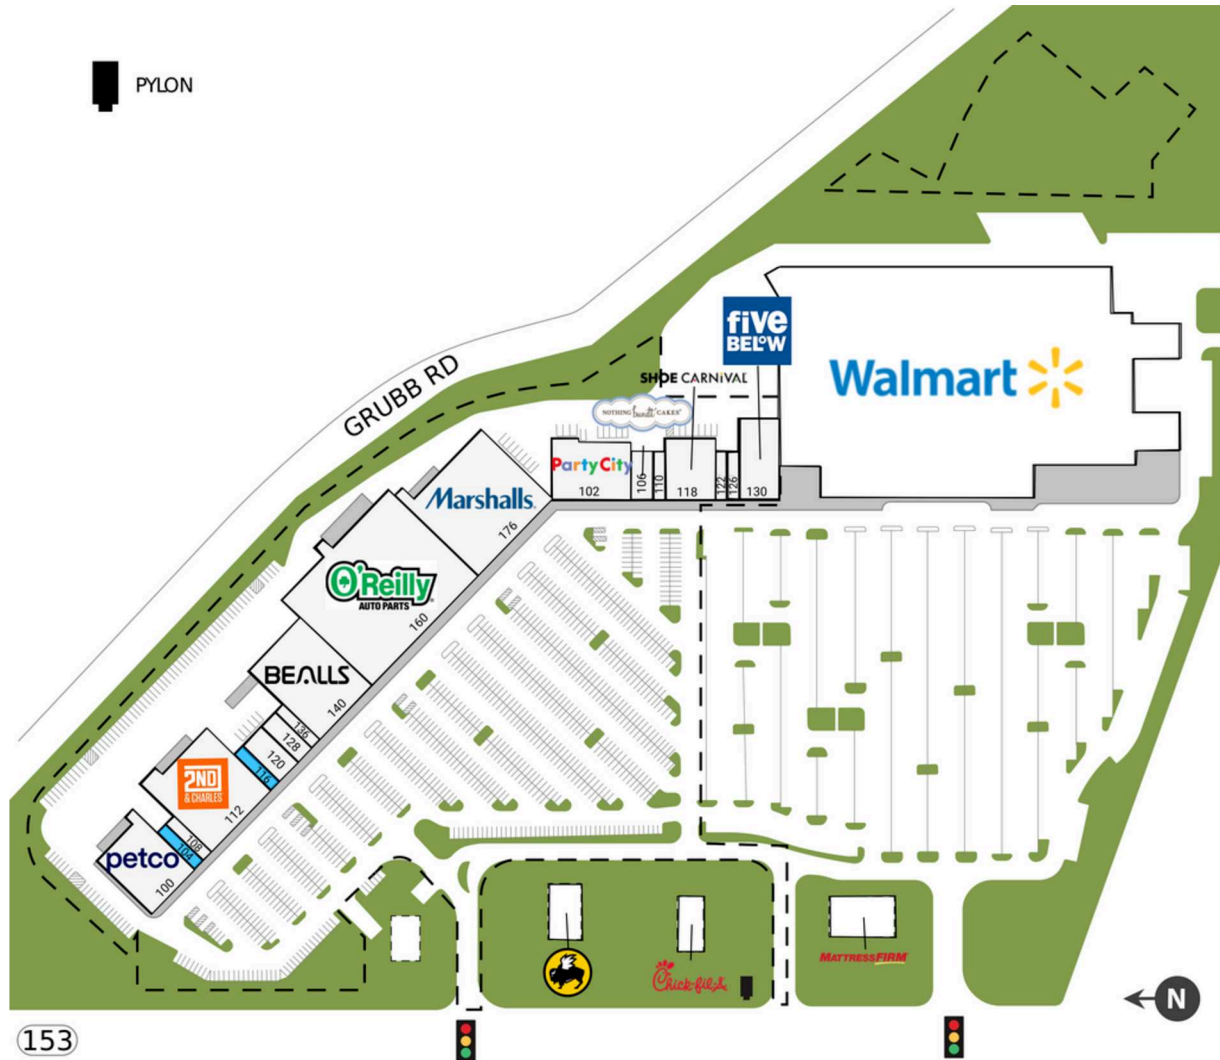 PYLON
GRUBB RD
five
BELOW
Walmart
SHOE CARNIVAL
NOTHING bundt CAKES
Party City
102
106
110
118
122
126
130
Marshalls
176
O'Reilly
AUTO PARTS
160
BEALLS
140
136
128
120
116
2ND
& CHARLES
112
108
104
petco
100
Chick-fil-A
MATTRESSFIRM
N
153